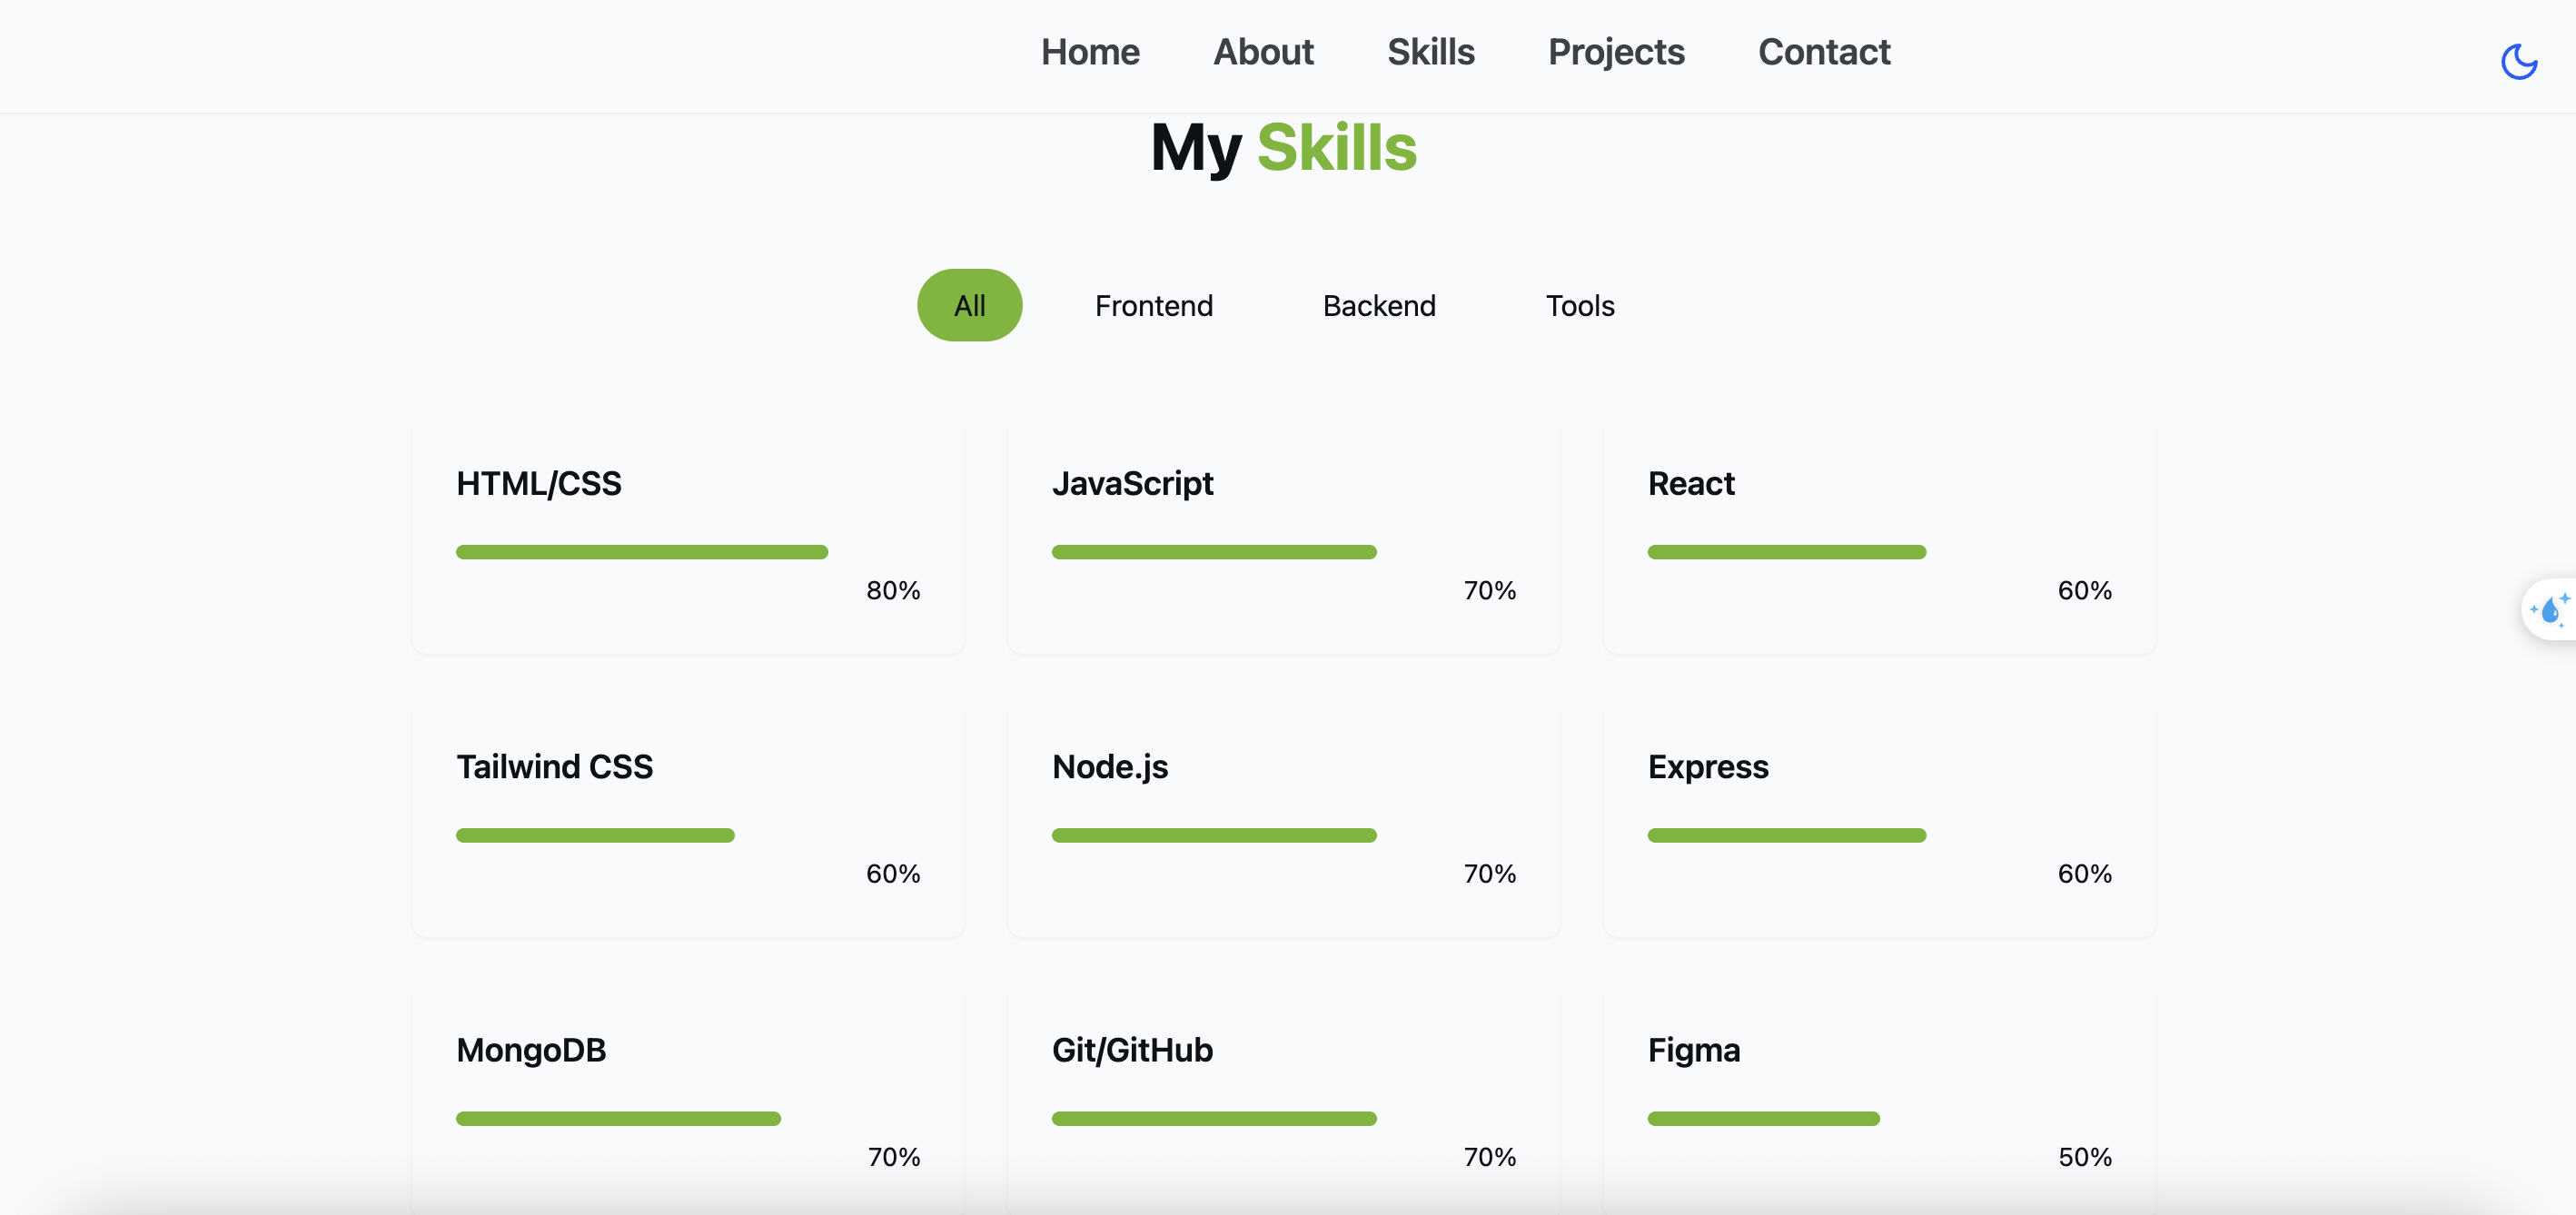 Home About Skills Projects Contact
My Skills
All Frontend Backend Tools
HTML/CSS
80%
JavaScript
70%
React
60%
Tailwind CSS
60%
Node.js
70%
Express
60%
MongoDB
70%
Git/GitHub
70%
Figma
50%